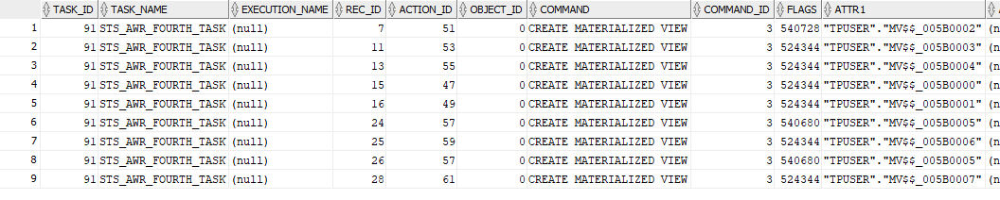 TASK_ID TASK_NAME EXECUTION_NAME REC_ID ACTION_ID OBJECT_ID COMMAND COMMAND_ID FLAGS ATTR1
1 91 STS_AWR_FOURTH_TASK (null) 7 51 0 CREATE MATERIALIZED VIEW 3 540728 "TPUSER"."MV$$_005B0002" (n
2 91 STS_AWR_FOURTH_TASK (null) 11 53 0 CREATE MATERIALIZED VIEW 3 524344 "TPUSER"."MV$$_005B0003" (n
3 91 STS_AWR_FOURTH_TASK (null) 13 55 0 CREATE MATERIALIZED VIEW 3 524344 "TPUSER"."MV$$_005B0004" (n
4 91 STS_AWR_FOURTH_TASK (null) 15 47 0 CREATE MATERIALIZED VIEW 3 524344 "TPUSER"."MV$$_005B0000" (n
5 91 STS_AWR_FOURTH_TASK (null) 16 49 0 CREATE MATERIALIZED VIEW 3 524344 "TPUSER"."MV$$_005B0001" (n
6 91 STS_AWR_FOURTH_TASK (null) 24 57 0 CREATE MATERIALIZED VIEW 3 540680 "TPUSER"."MV$$_005B0005" (n
7 91 STS_AWR_FOURTH_TASK (null) 25 59 0 CREATE MATERIALIZED VIEW 3 524344 "TPUSER"."MV$$_005B0006" (n
8 91 STS_AWR_FOURTH_TASK (null) 26 57 0 CREATE MATERIALIZED VIEW 3 540680 "TPUSER"."MV$$_005B0005" (n
9 91 STS_AWR_FOURTH_TASK (null) 28 61 0 CREATE MATERIALIZED VIEW 3 524344 "TPUSER"."MV$$_005B0007" (n